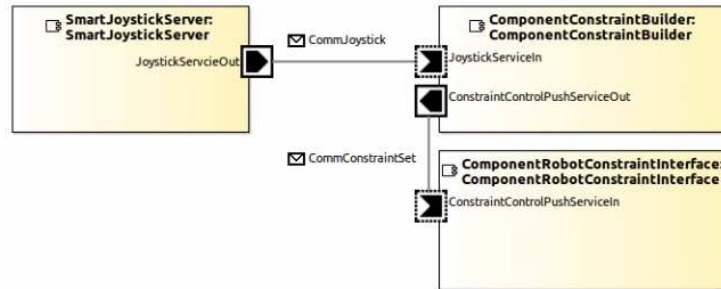 SmartJoystickServer:
SmartJoystickServer
JoystickServcieOut
CommJoystick
ComponentConstraintBuilder:
ComponentConstraintBuilder
JoystickServiceIn
ConstraintControlPushServiceOut
CommConstraintSet
ComponentRobotConstraintInterface:
ComponentRobotConstraintInterface
ConstraintControlPushServiceIn